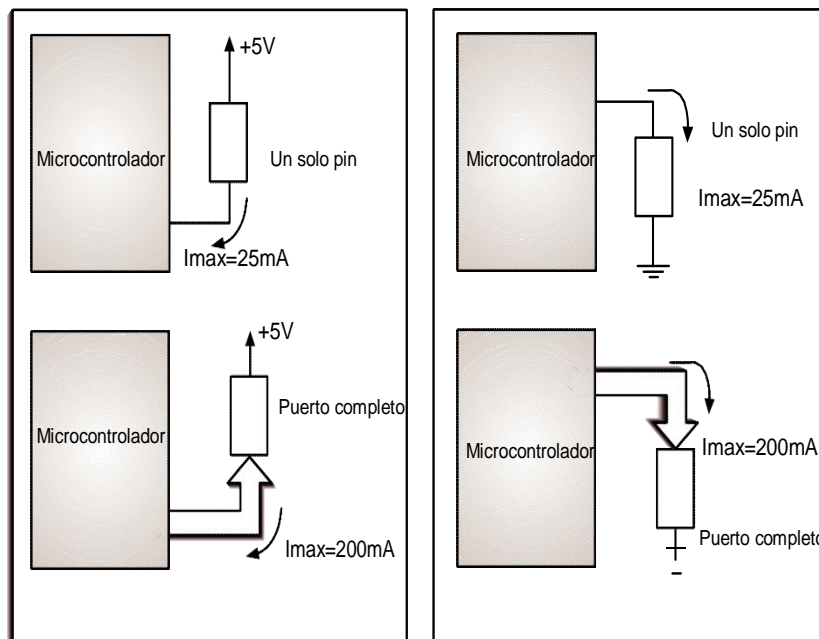 +5V
Microcontrolador
Un solo pin
Imax=25mA
+5V
Puerto completo
Microcontrolador
Imax=200mA
Un solo pin
Microcontrolador
Imax=25mA
Microcontrolador
Imax=200mA
Puerto completo